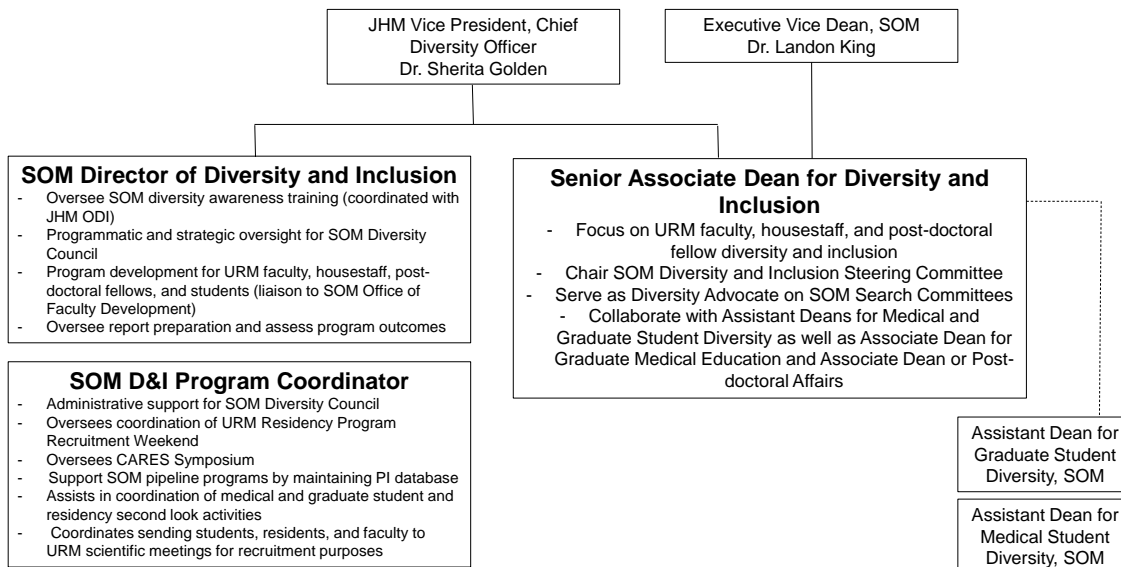 JHM Vice President, Chief
Diversity Officer
Dr. Sherita Golden
Executive Vice Dean, SOM
Dr. Landon King
SOM Director of Diversity and Inclusion
- Oversee SOM diversity awareness training (coordinated with
JHM ODI)
- Programmatic and strategic oversight for SOM Diversity
Council
- Program development for URM faculty, housestaff, post-
doctoral fellows, and students (liaison to SOM Office of
Faculty Development)
- Oversee report preparation and assess program outcomes
Senior Associate Dean for Diversity and
Inclusion
- Focus on URM faculty, housestaff, and post-doctoral
fellow diversity and inclusion
- Chair SOM Diversity and Inclusion Steering Committee
- Serve as Diversity Advocate on SOM Search Committees
- Collaborate with Assistant Deans for Medical and
Graduate Student Diversity as well as Associate Dean for
Graduate Medical Education and Associate Dean or Post-
doctoral Affairs
SOM D&I Program Coordinator
- Administrative support for SOM Diversity Council
- Oversees coordination of URM Residency Program
Recruitment Weekend
- Oversees CARES Symposium
- Support SOM pipeline programs by maintaining PI database
- Assists in coordination of medical and graduate student and
residency second look activities
- Coordinates sending students, residents, and faculty to
URM scientific meetings for recruitment purposes
Assistant Dean for
Graduate Student
Diversity, SOM
Assistant Dean for
Medical Student
Diversity, SOM